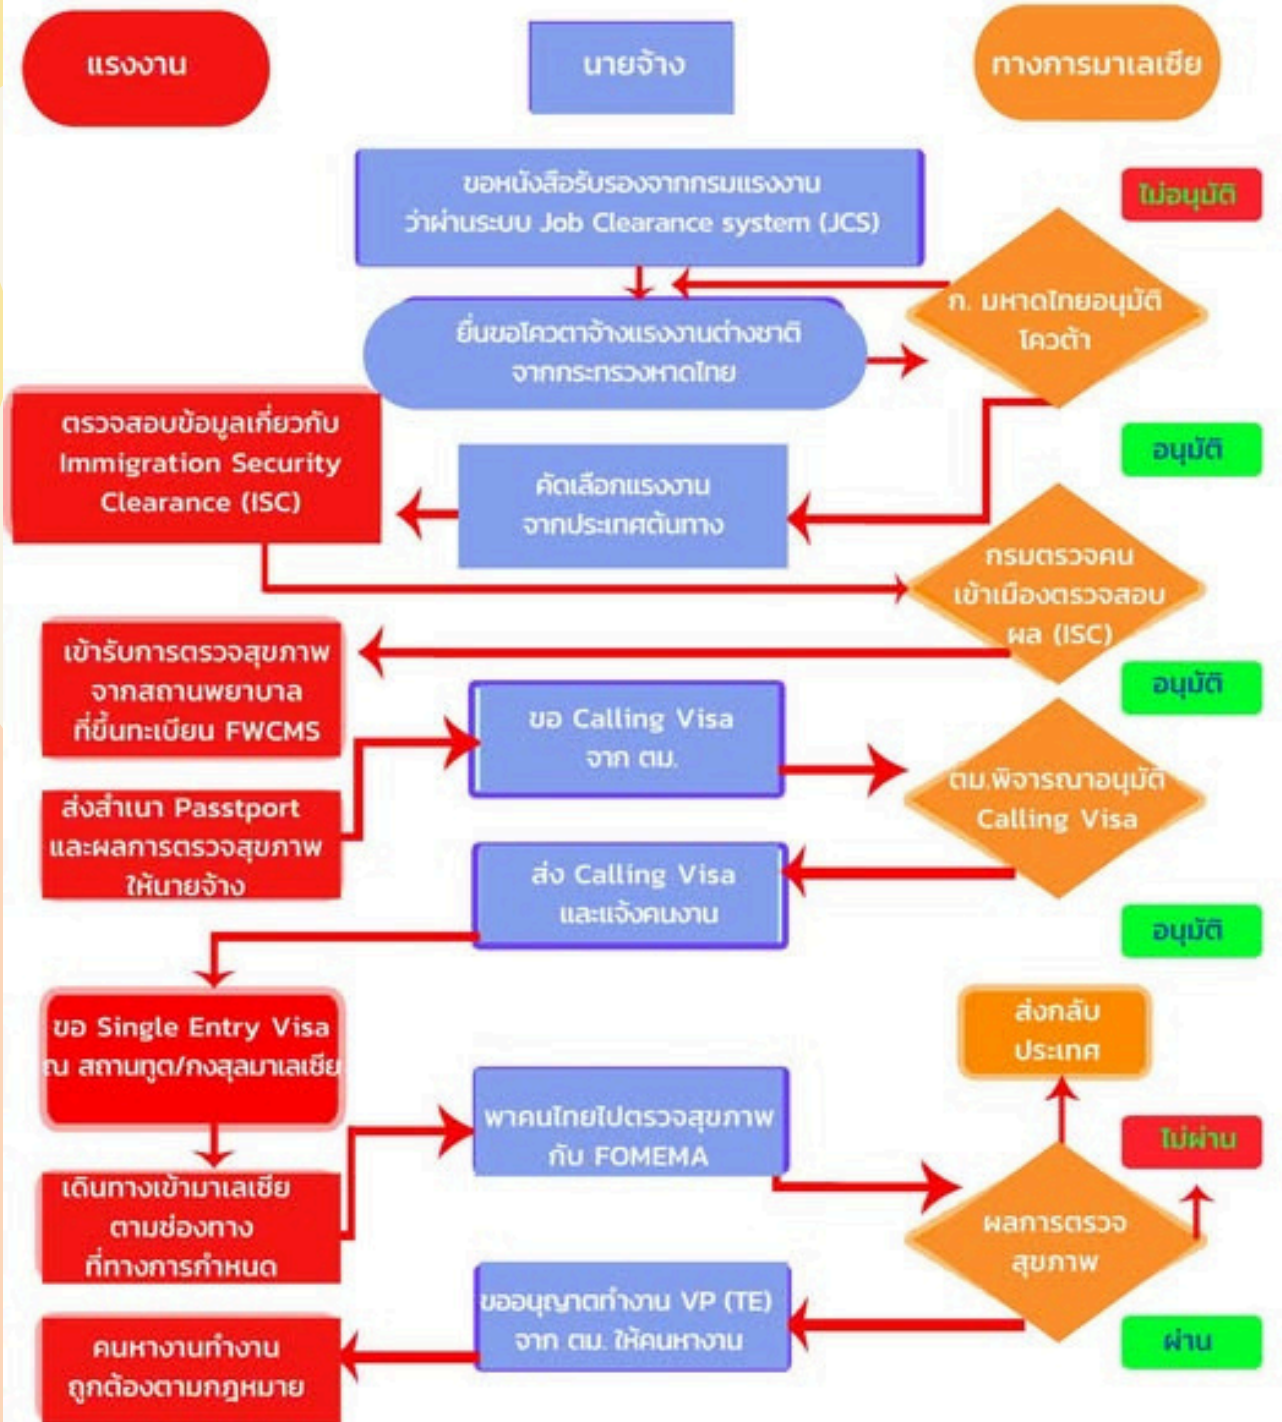 แรงงาน
นายจ้าง
ทางการมาเลเซีย
ขอหนังสือรับรองจากกรมแรงงาน
ว่าผ่านระบบ Job Clearance system (JCS)
ไม่อนุมัติ
ก. มหาดไทยอนุมัติ
โควต้า
ยื่นขอโควตาจ้างแรงงานต่างชาติ
จากกระทรวงหาดไทย
ตรวจสอบข้อมูลเกี่ยวกับ
Immigration Security
Clearance (ISC)
คัดเลือกแรงงาน
จากประเทศต้นทาง
อนุมัติ
กรมตรวจคน
เข้าเมืองตรวจสอบ
ผล (ISC)
เข้ารับการตรวจสุขภาพ
จากสถานพยาบาล
ที่ขึ้นทะเบียน FWCMS
อนุมัติ
ขอ Calling Visa
จาก ตม.
ตม.พิจารณาอนุมัติ
Calling Visa
ส่งสำเนา Passtport
และผลการตรวจสุขภาพ
ให้นายจ้าง
ส่ง Calling Visa
และแจ้งคนงาน
อนุมัติ
ขอ Single Entry Visa
ณ สถานทูต/กงสุลมาเลเซีย
ส่งกลับ
ประเทศ
พาคนไทยไปตรวจสุขภาพ
กับ FOMEMA
ไม่ผ่าน
เดินทางเข้ามาเลเซีย
ตามช่องทาง
ที่ทางการกำหนด
ผลการตรวจ
สุขภาพ
ขออนุญาตทำงาน VP (TE)
จาก ตม. ให้คนหางาน
ผ่าน
คนหางานทำงาน
ถูกต้องตามกฎหมาย